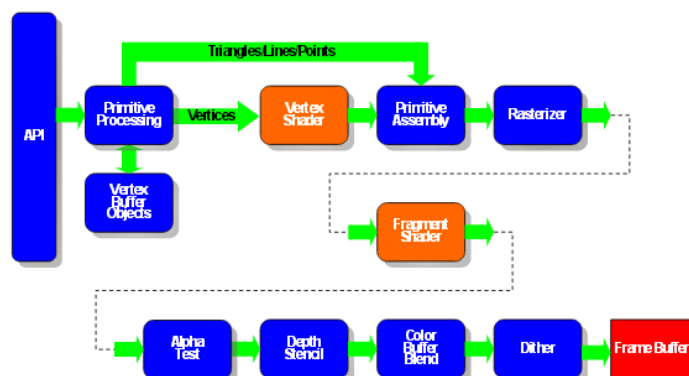 Triangles/Lines/Points
API
Primitive
Processing
Vertices
Vertex
Shader
Primitive
Assembly
Rasterizer
Vertex
Buffer
Objects
Fragment
Shader
Alpha
Test
Depth
Stencil
Color
Buffer
Blend
Dither
Frame Buffer